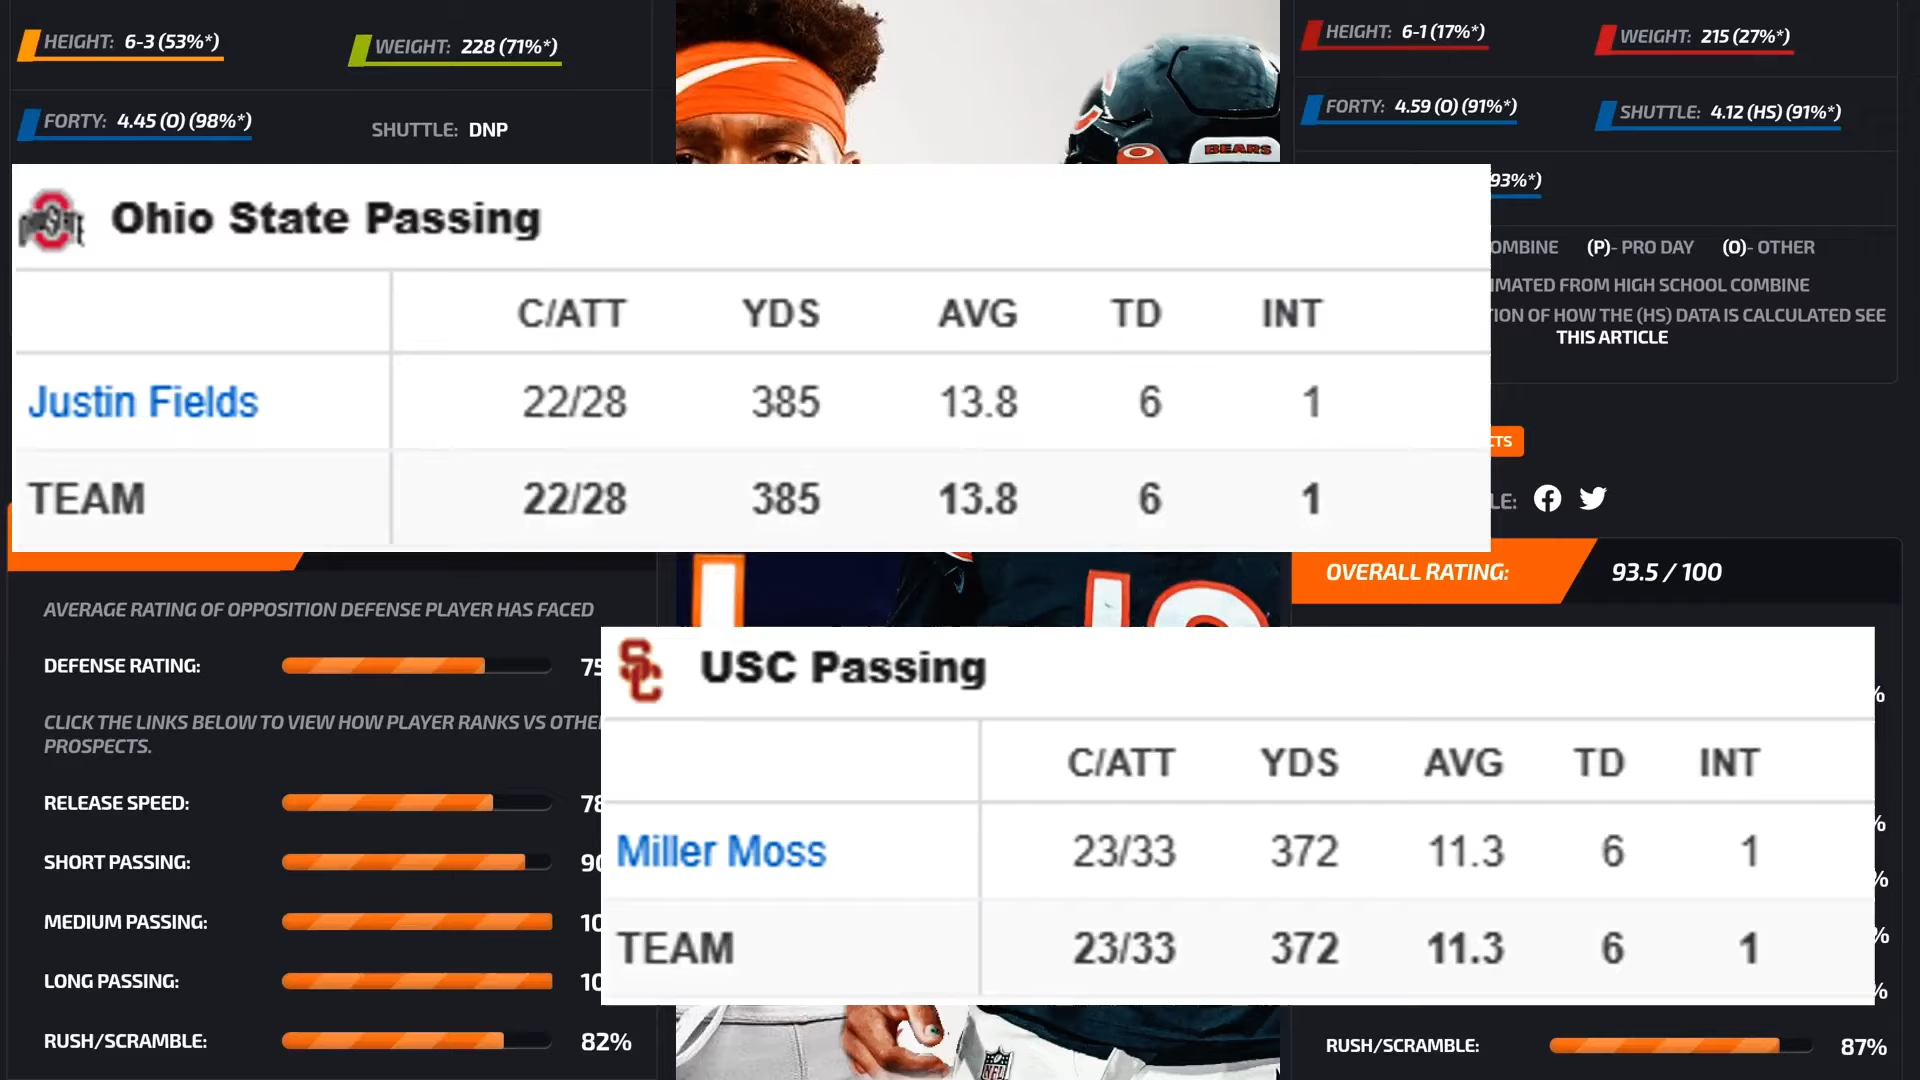 HEIGHT: 6-3 (53%*)
WEIGHT: 228 (71%*)
FORTY: 4.45 (O) (98%*)
SHUTTLE: DNP
HEIGHT: 6-1 (17%*)
WEIGHT: 215 (27%*)
FORTY: 4.59 (O) (91%*)
SHUTTLE: 4.12 (HS) (91%*)
BEARS
93%*)
(P)- PRO DAY (O)- OTHER
FROM HIGH SCHOOL COMBINE
OF HOW THE (HS) DATA IS CALCULATED SEE
THIS ARTICLE
Ohio State Passing
C/ATT YDS AVG TD INT
Justin Fields 22/28 385 13.8 6 1
TEAM 22/28 385 13.8 6 1
OVERALL RATING: 93.5 / 100
AVERAGE RATING OF OPPOSITION DEFENSE PLAYER HAS FACED
DEFENSE RATING: 75
CLICK THE LINKS BELOW TO VIEW HOW PLAYER RANKS VS
PROSPECTS.
RELEASE SPEED: 78
SHORT PASSING: 90
MEDIUM PASSING: 10
LONG PASSING: 10
RUSH/SCRAMBLE: 82%
USC Passing
C/ATT YDS AVG TD INT
Miller Moss 23/33 372 11.3 6 1
TEAM 23/33 372 11.3 6 1
NFL
RUSH/SCRAMBLE: 87%